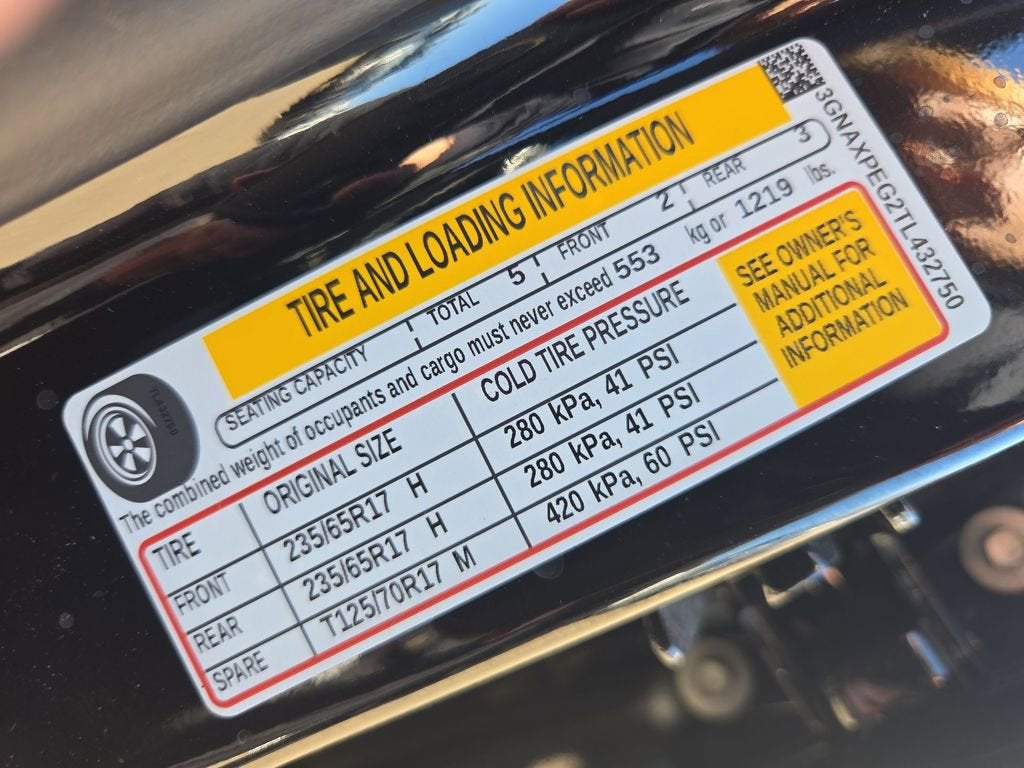 TIRE AND LOADING INFORMATION
3GNAXPEG2TL432750
SEATING CAPACITY TOTAL 5 FRONT 2 REAR 3
The combined weight of occupants and cargo must never exceed 553 kg or 1219 lbs.
TIRE ORIGINAL SIZE COLD TIRE PRESSURE
FRONT 235/65R17 H 280 kPa, 41 PSI
REAR 235/65R17 H 280 kPa, 41 PSI
SPARE T125/70R17 M 420 kPa, 60 PSI
SEE OWNER'S
MANUAL FOR
ADDITIONAL
INFORMATION
TL432750